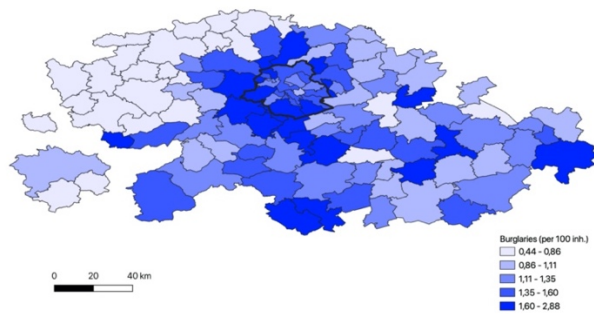 Burglaries (per 100 inh.)
0,44 - 0,86
0,86 - 1,11
1,11 - 1,35
1,35 - 1,60
1,60 - 2,88
0 20 40 km